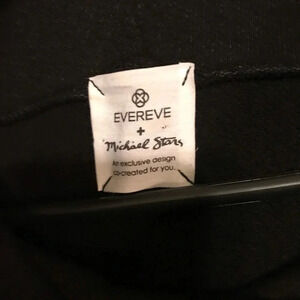 EVEREVE
+
Michael Stars
An exclusive design
co-created for you.